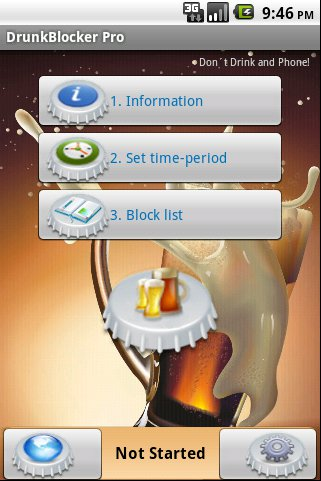 3G 9:46 PM
DrunkBlocker Pro
Don´t Drink and Phone!
1. Information
2. Set time-period
3. Block list
Not Started